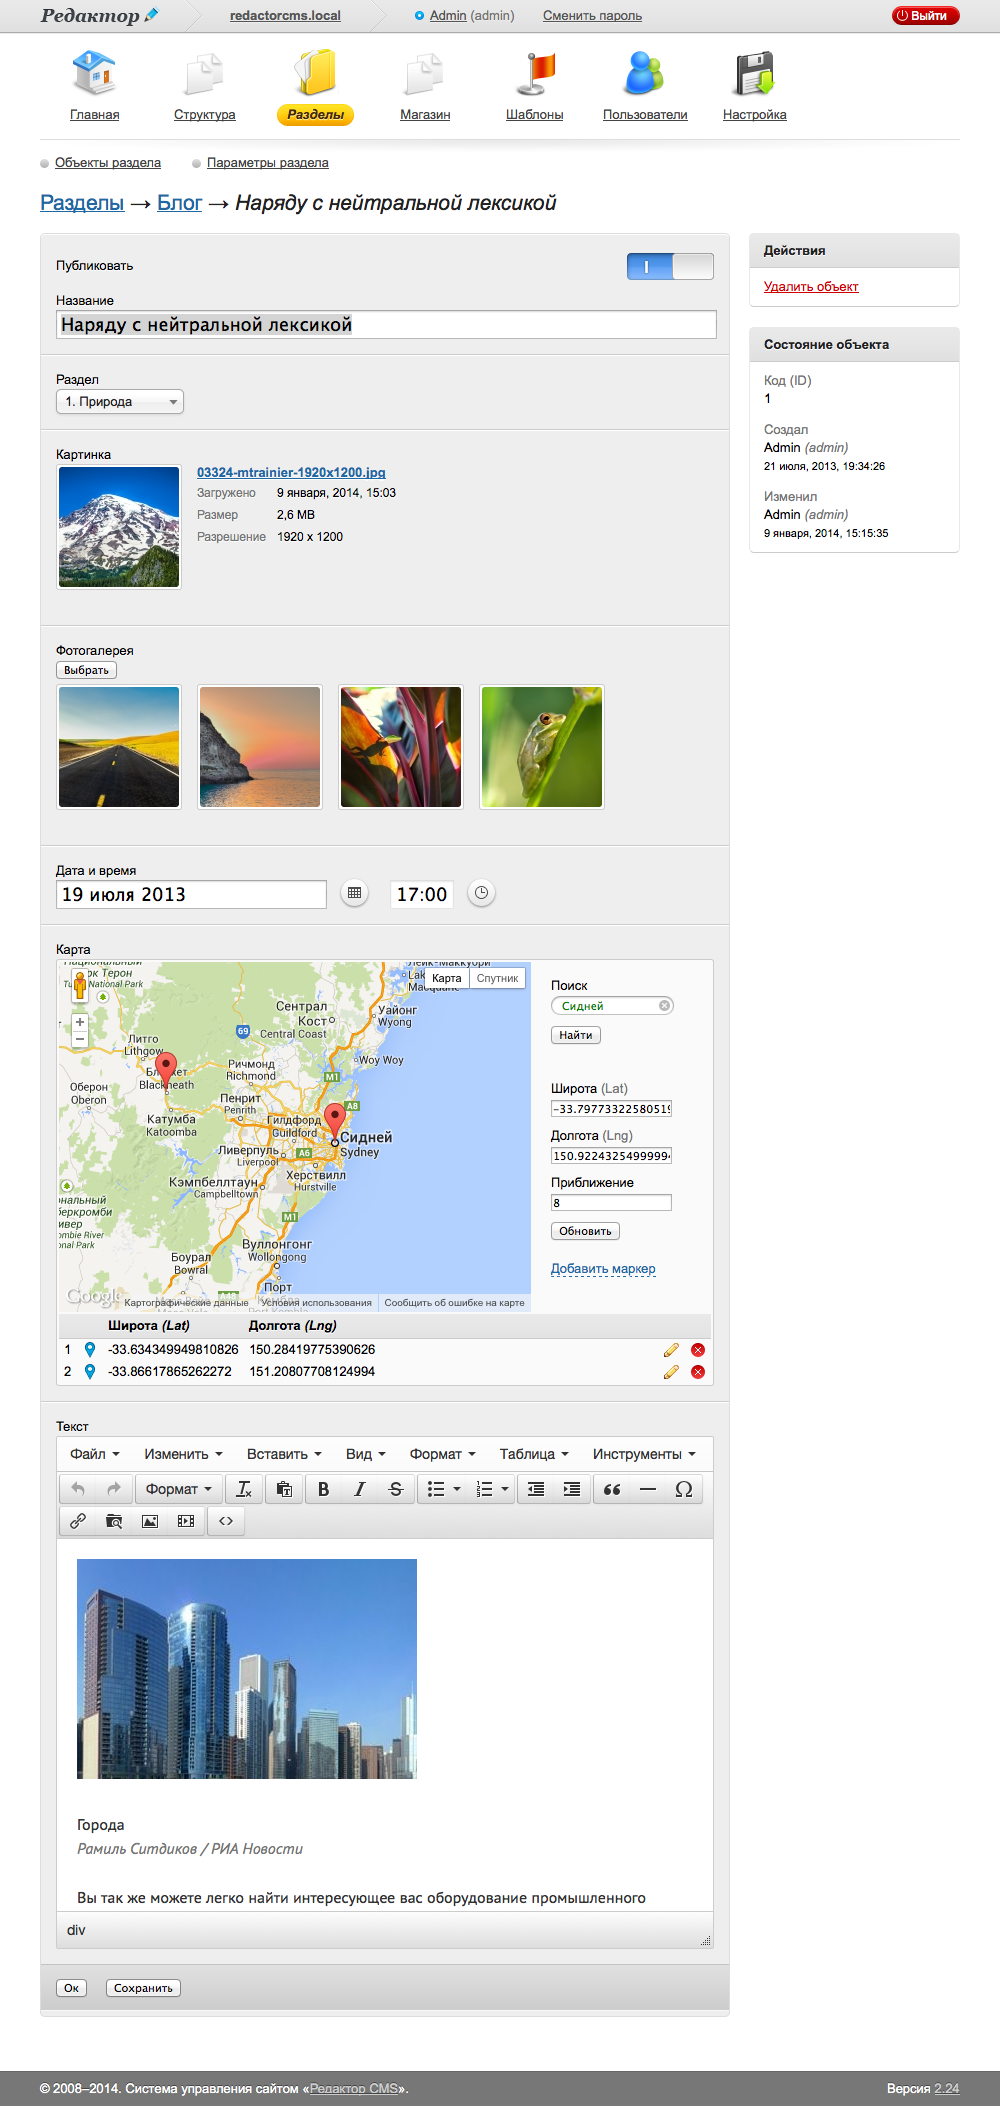 Редактор
redactorcms.local
Admin (admin)
Сменить пароль
Выйти
Главная
Структура
Разделы
Магазин
Шаблоны
Пользователи
Настройка
Объекты раздела
Параметры раздела
Разделы → Блог → Наряду с нейтральной лексикой
Публиковать
Название
Наряду с нейтральной лексикой
Раздел
1. Природа
Картинка
03324-mtrainier-1920x1200.jpg
Загружено 9 января, 2014, 15:03
Размер 2,6 MB
Разрешение 1920 x 1200
Фотогалерея
Выбрать
Дата и время
19 июля 2013
17:00
Карта
Карта
Спутник
Уайонг
Wyong
Сентрал
Кост
Central Coast
69
Литго
Lithgow
Woy Woy
Blackheath
Ричмонд
Richmond
M1
Оберон
Oberon
Пенрит
Penrith
A8
Катумба
Katoomba
Гилдфорд
Guildford
Сидней
Sydney
Ливерпуль
Liverpool
A6
Херствилл
Hurstville
Кэмпбеллтаун
Campbelltown
M1
Вуллонгонг
Wollongong
Боурал
Bowral
Порт
A48
Google
Картографические данные
Условия использования
Сообщить об ошибке на карте
Поиск
Сидней
Найти
Широта (Lat)
-33.7977332258051
Долгота (Lng)
150.9224325499994
Приближение
8
Обновить
Добавить маркер
Широта (Lat) Долгота (Lng)
1 -33.634349949810826 150.28419775390626
2 -33.86617865262272 151.20807708124994
Текст
Файл Изменить Вставить Вид Формат Таблица Инструменты
Формат
Города
Рамиль Ситдиков / РИА Новости
Вы так же можете легко найти интересующее вас оборудование промышленного
div
Ок
Сохранить
Действия
Удалить объект
Состояние объекта
Код (ID)
1
Создал
Admin (admin)
21 июля, 2013, 19:34:26
Изменил
Admin (admin)
9 января, 2014, 15:15:35
© 2008–2014. Система управления сайтом «Редактор CMS».
Версия 2.24